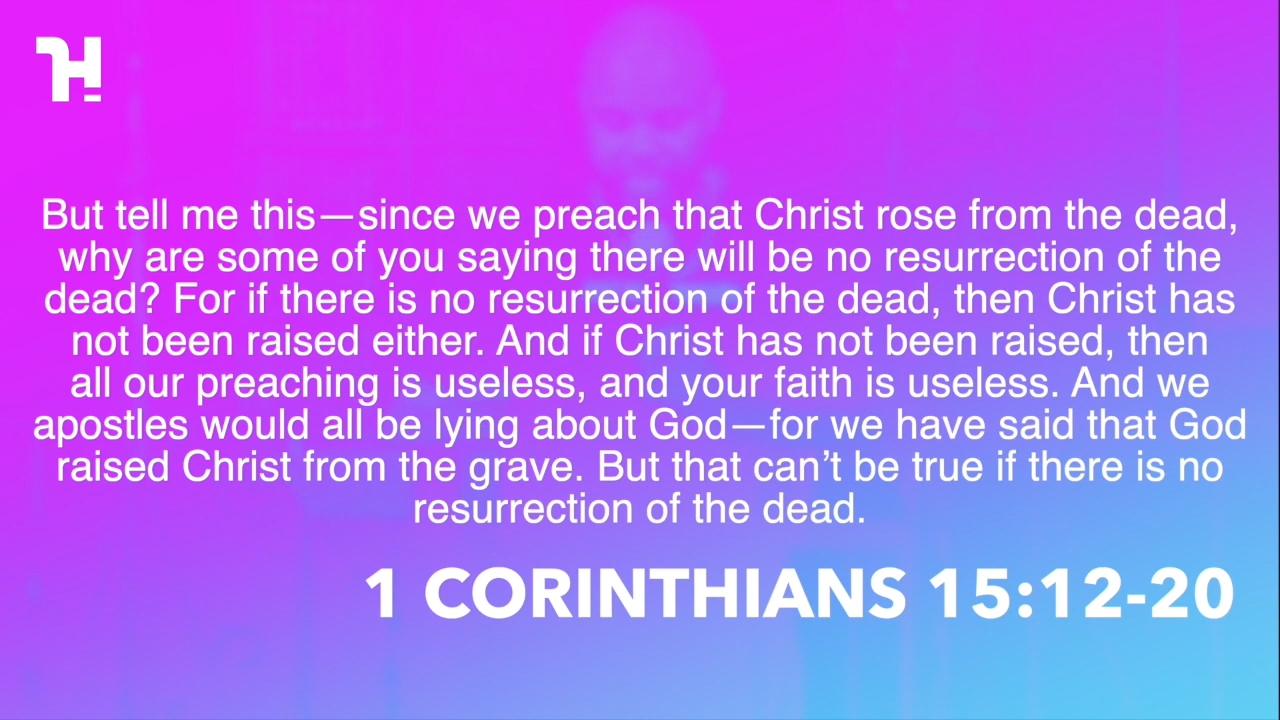 H
But tell me this—since we preach that Christ rose from the dead,
why are some of you saying there will be no resurrection of the
dead? For if there is no resurrection of the dead, then Christ has
not been raised either. And if Christ has not been raised, then
all our preaching is useless, and your faith is useless. And we
apostles would all be lying about God—for we have said that God
raised Christ from the grave. But that can’t be true if there is no
resurrection of the dead.
1 CORINTHIANS 15:12-20